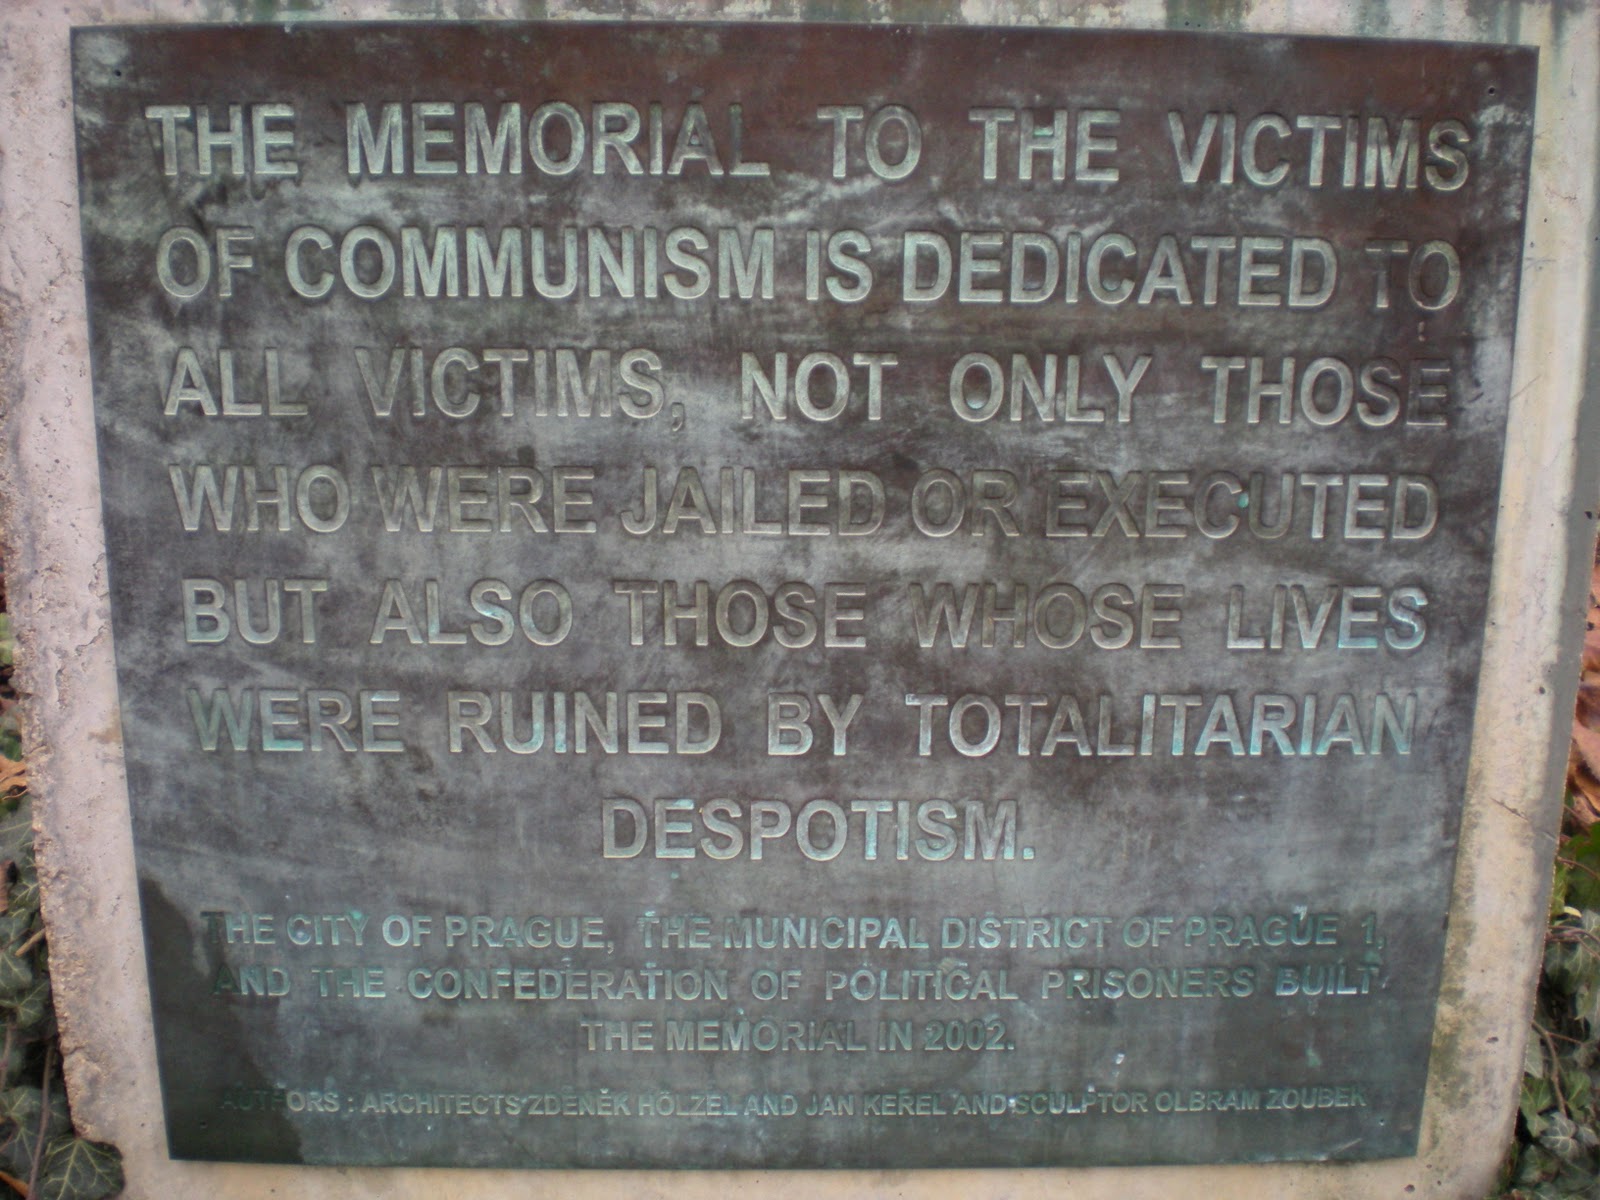 THE MEMORIAL TO THE VICTIMS
OF COMMUNISM IS DEDICATED TO
ALL VICTIMS, NOT ONLY THOSE
WHO WERE JAILED OR EXECUTED
BUT ALSO THOSE WHOSE LIVES
WERE RUINED BY TOTALITARIAN
DESPOTISM.
THE CITY OF PRAGUE, THE MUNICIPAL DISTRICT OF PRAGUE 1,
AND THE CONFEDERATION OF POLITICAL PRISONERS BUILT
THE MEMORIAL IN 2002.
AUTHORS : ARCHITECTS ZDENĚK HÖLZEL AND JAN KEREL AND SCULPTOR OLBRAM ZOUBEK